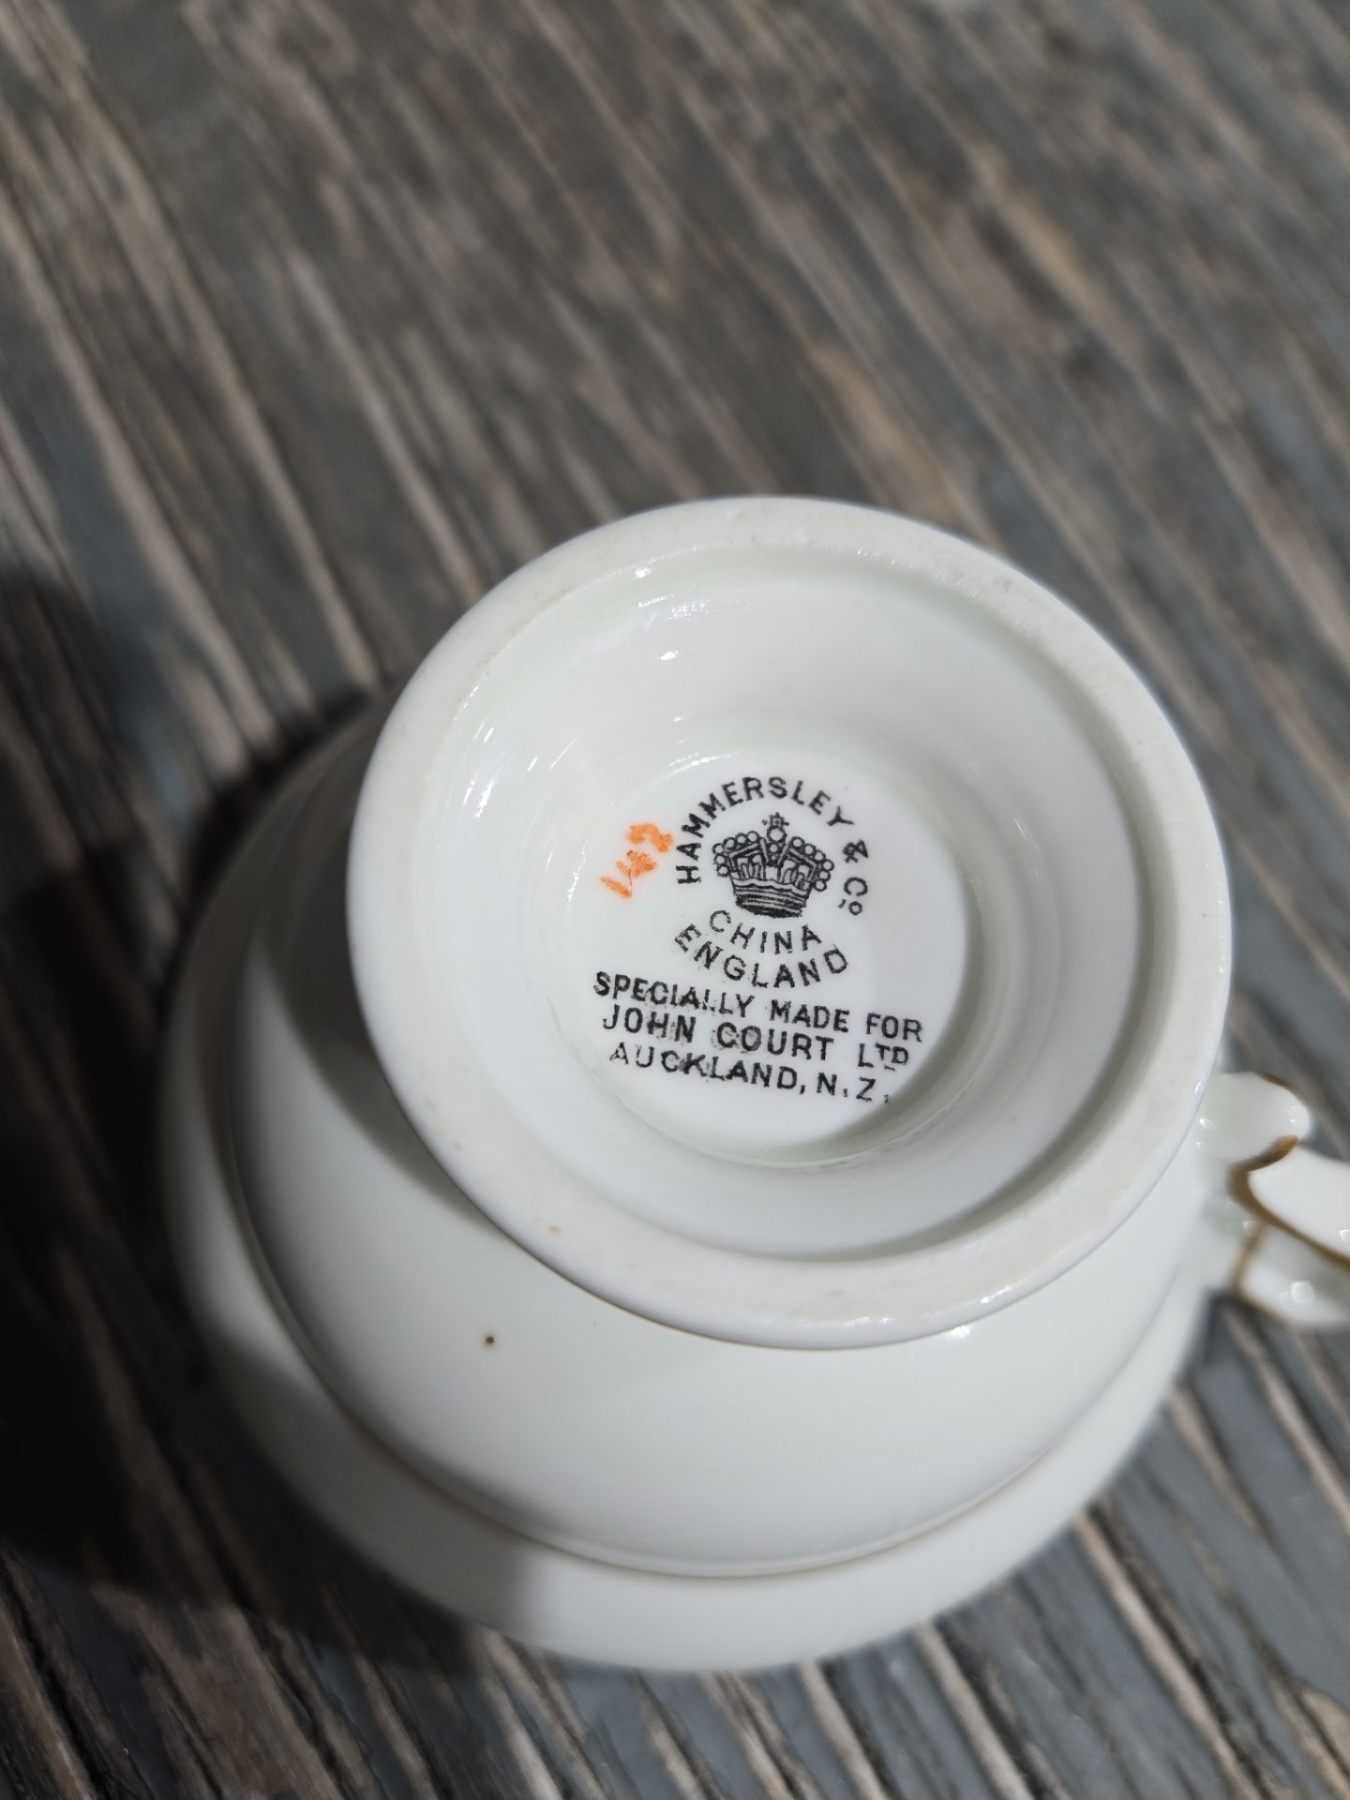 HAMMERSLEY & Co,
CHINA
ENGLAND
SPECIALLY MADE FOR
JOHN COURT LTD
AUCKLAND, N.Z.